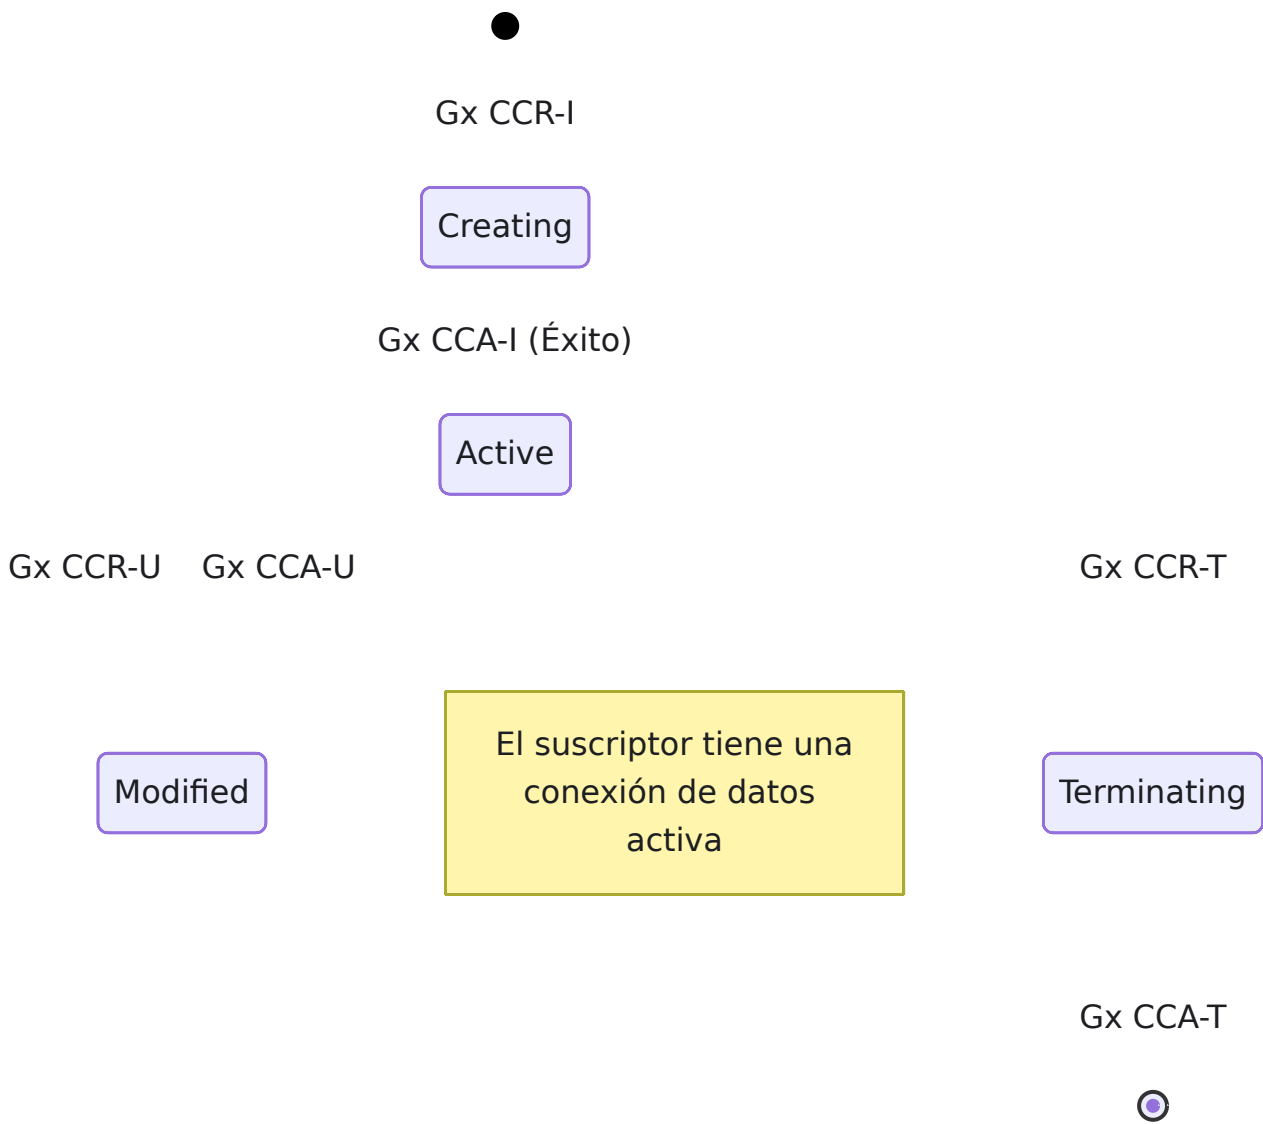 Gx CCR-I
Creating
Gx CCA-I (Éxito)
Active
Gx CCR-U
Gx CCA-U
Gx CCR-T
Modified
El suscriptor tiene una
conexión de datos
activa
Terminating
Gx CCA-T